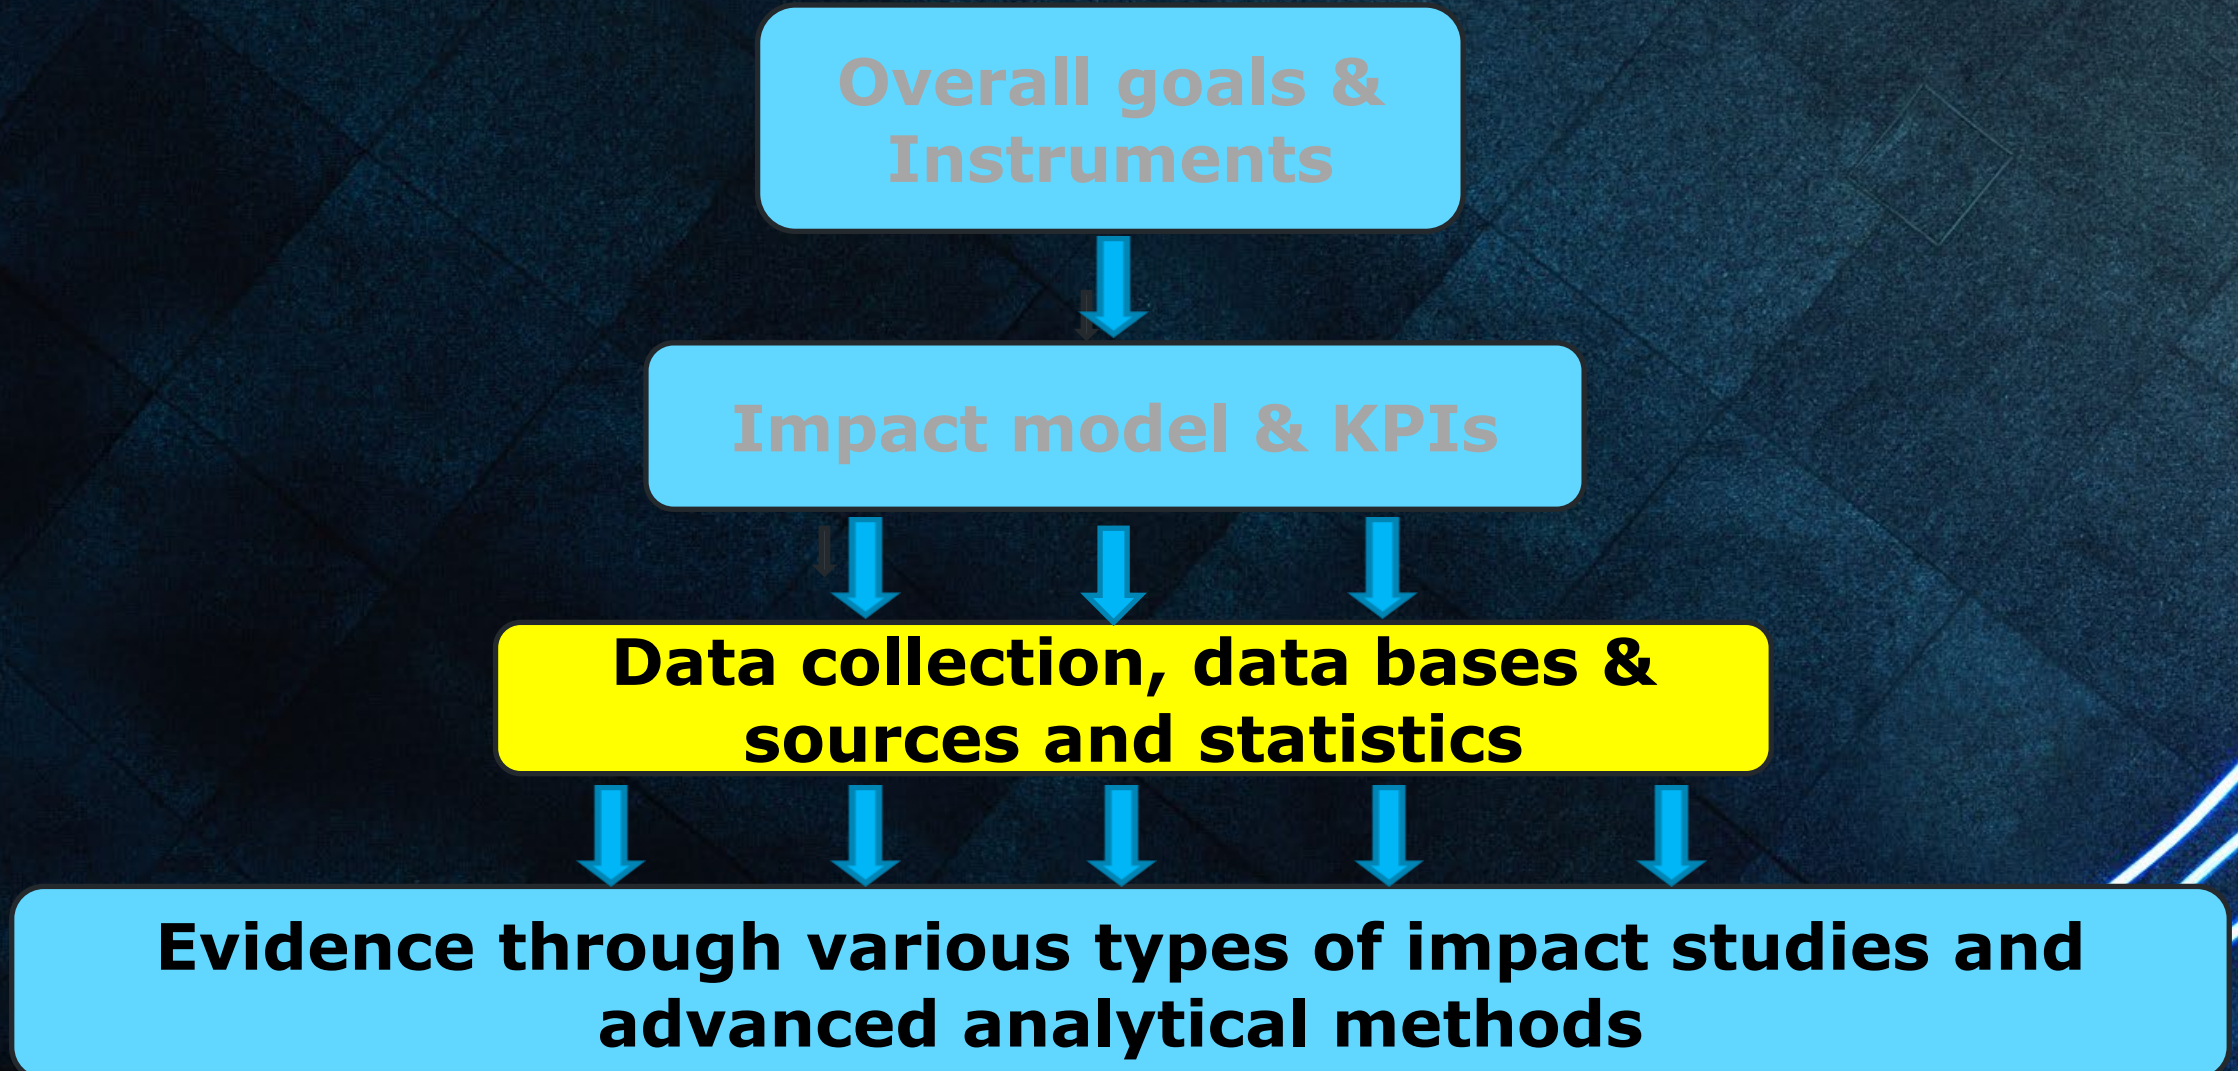 Overall goals &
Instruments
Impact model & KPIs
Data collection, data bases &
sources and statistics
Evidence through various types of impact studies and
advanced analytical methods